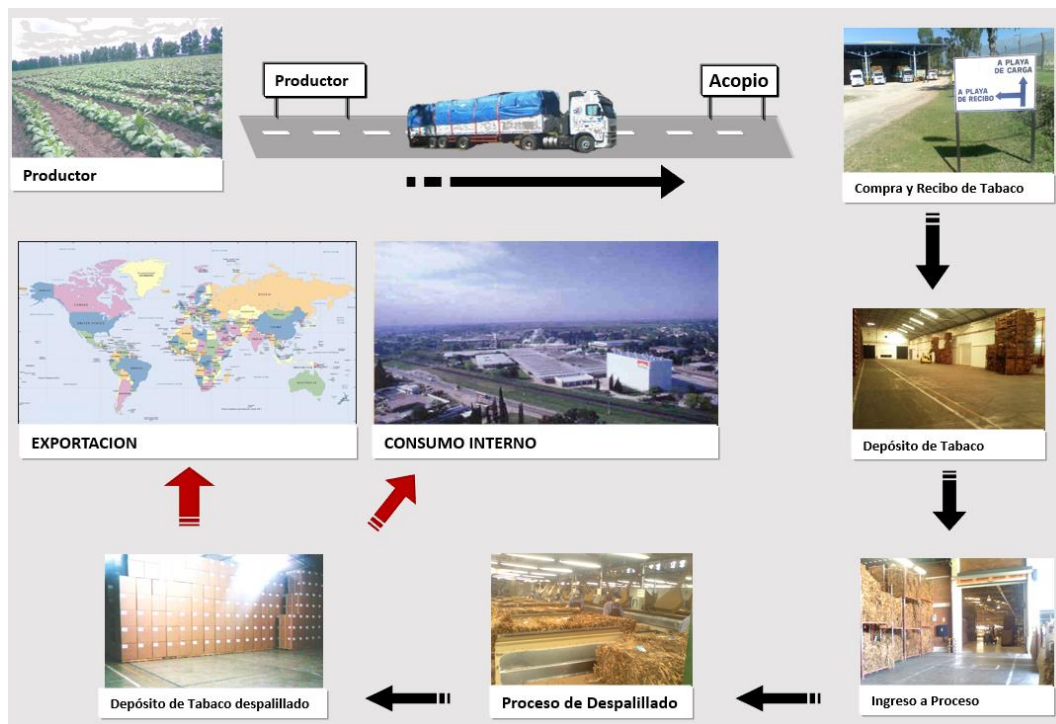 Productor
Productor
Acopio
A PLAYA
DE CARGA
A PLAYA
DE RECIBO
Compra y Recibo de Tabaco
EXPORTACION
CONSUMO INTERNO
Depósito de Tabaco
Depósito de Tabaco despalillado
Proceso de Despalillado
Ingreso a Proceso